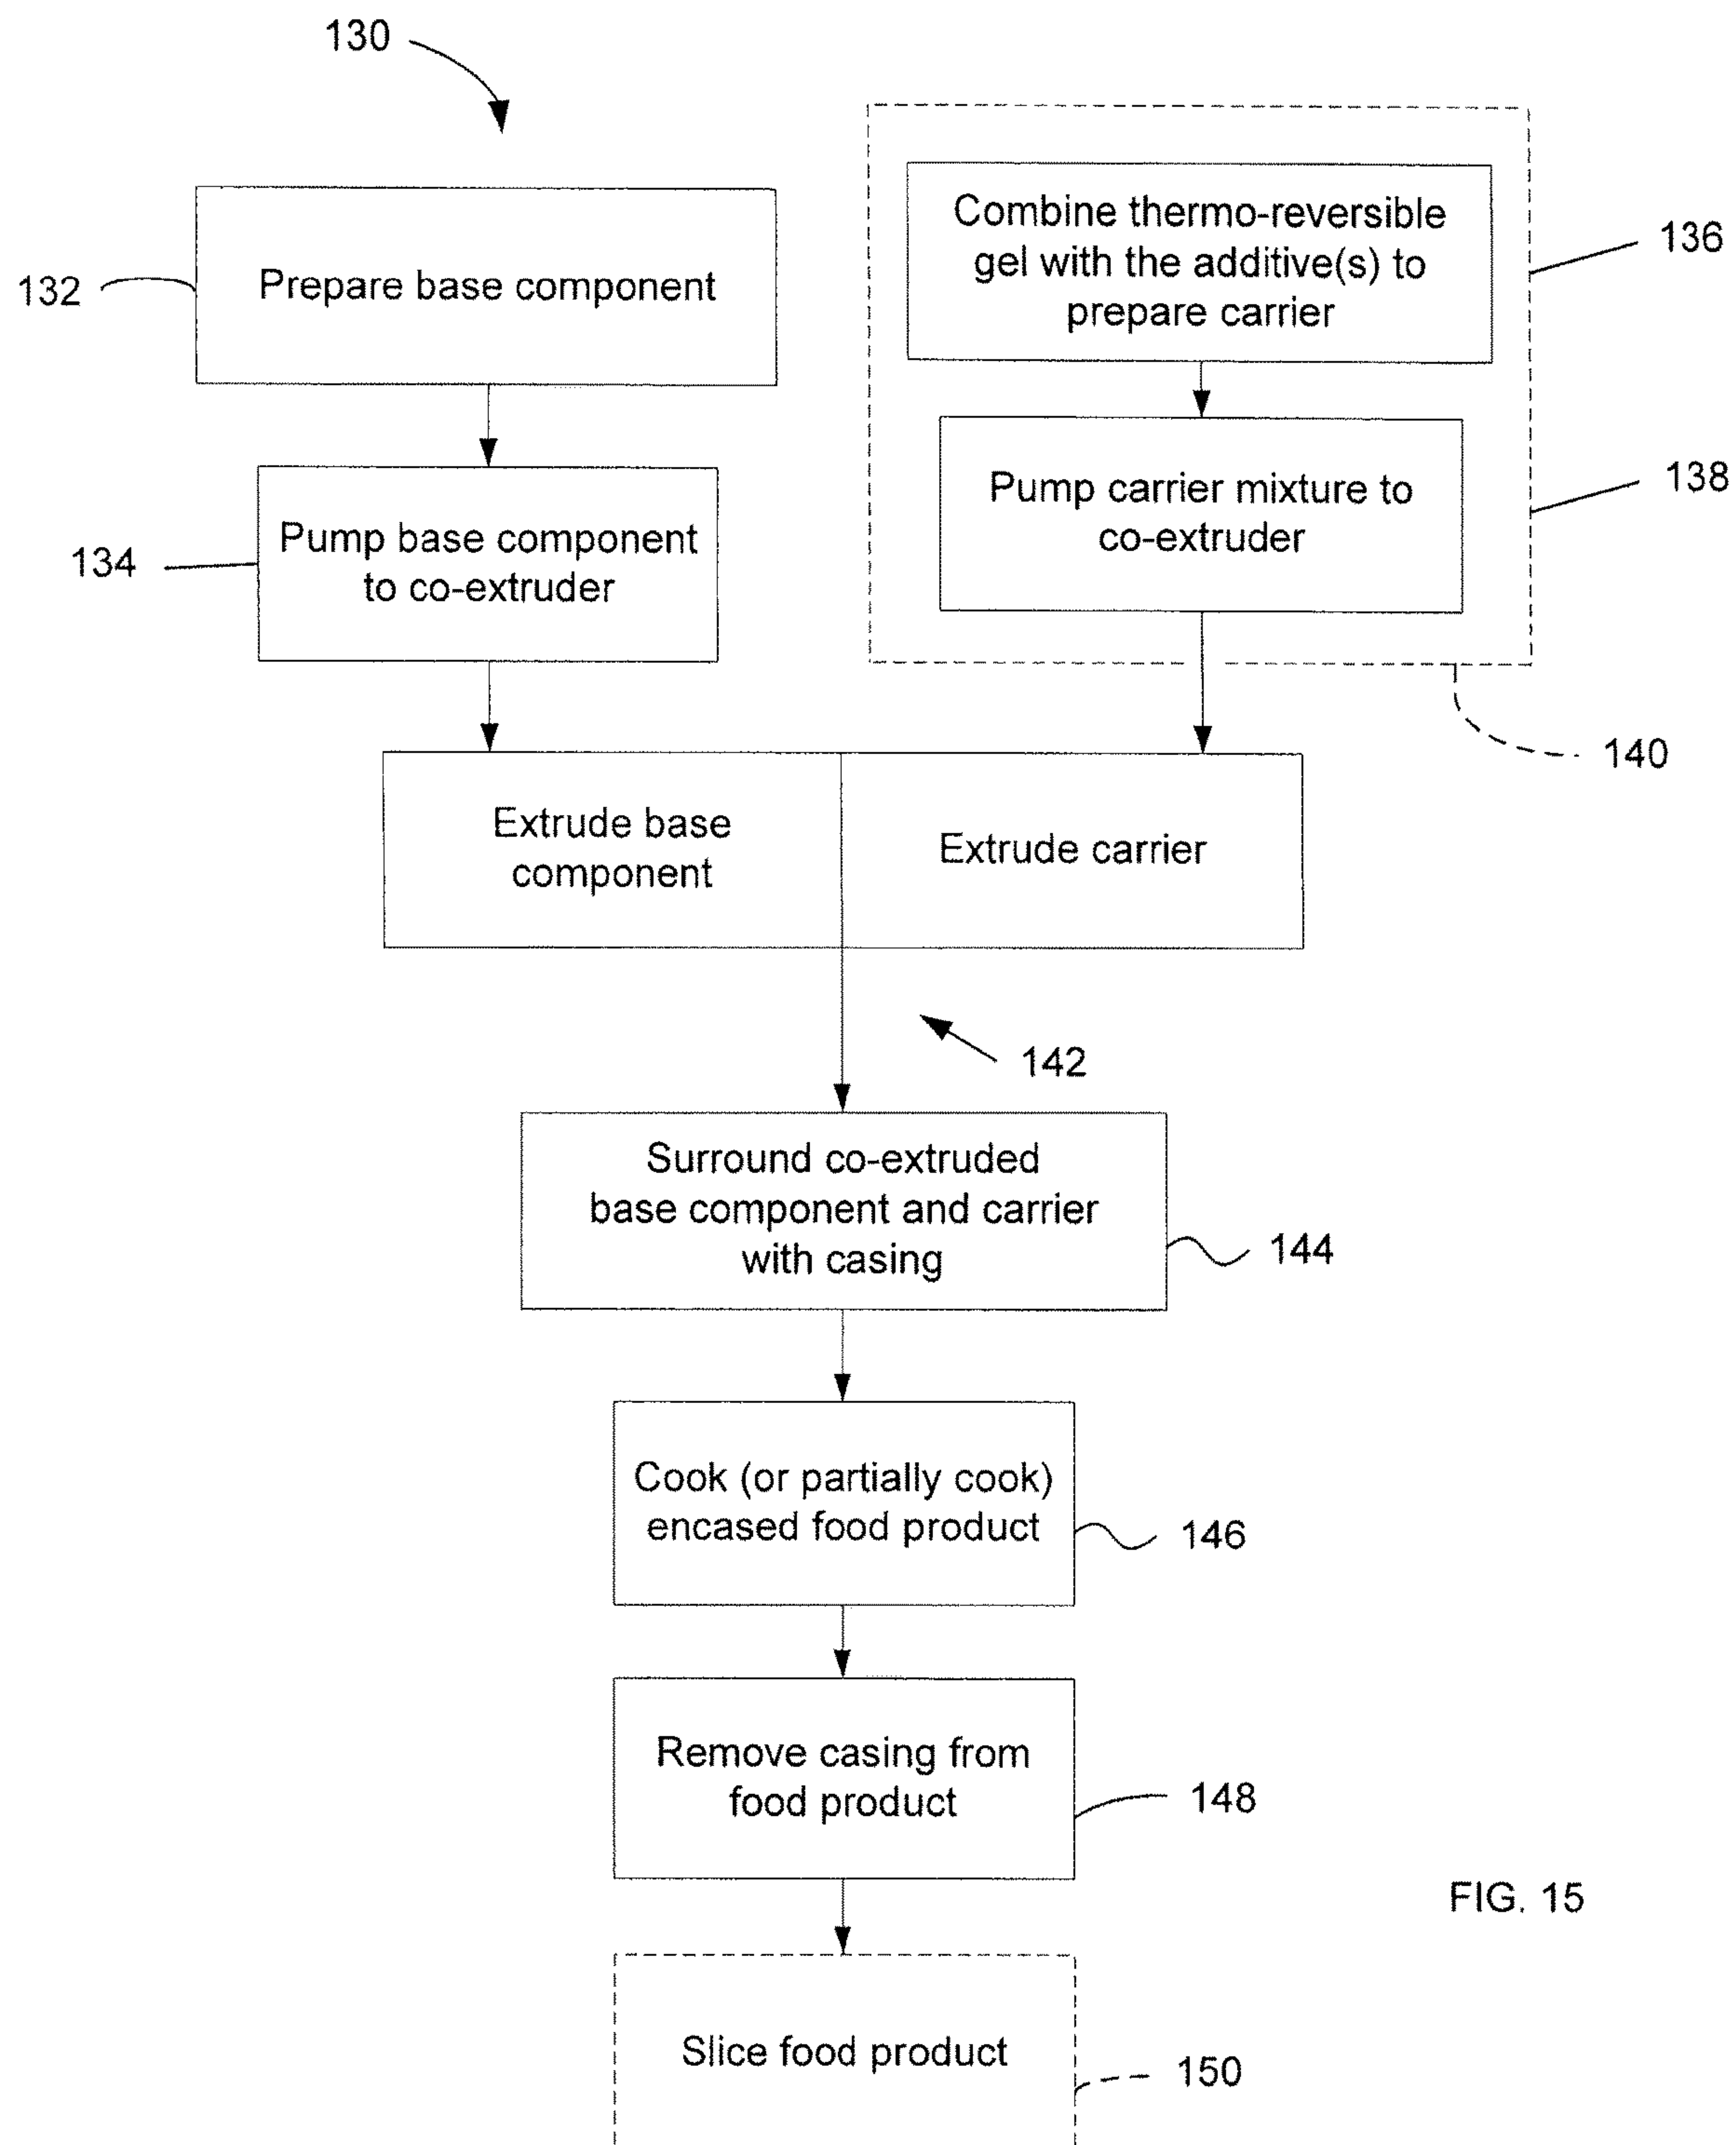 130
132
Prepare base component
134
Pump base component
to co-extruder
Combine thermo-reversible
gel with the additive(s) to
prepare carrier
136
Pump carrier mixture to
co-extruder
138
140
Extrude base
component
Extrude carrier
142
Surround co-extruded
base component and carrier
with casing
144
Cook (or partially cook)
encased food product
146
Remove casing from
food product
148
FIG. 15
Slice food product
150